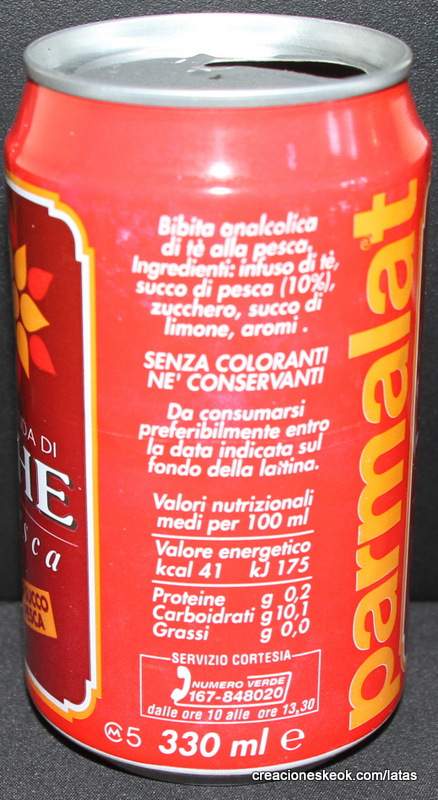 Bibita analcolica
di tè alla pesca.
Ingredienti: infuso di tè,
succo di pesca (10%),
zucchero, succo di
limone, aromi .
SENZA COLORANTI
NE' CONSERVANTI
Da consumarsi
preferibilmente entro
la data indicata sul
fondo della lattina.
Valori nutrizionali
medi per 100 ml
Valore energetico
kcal 41 kJ 175
Proteine g 0,2
Carboidrati g 10,1
Grassi g 0,0
SERVIZIO CORTESIA
NUMERO VERDE
167-848020
dalle ore 10 alle ore 13,30
5 330 ml e
parmalat
DA DI
HE
sca
UCCO
ESCA
creacioneskeok.com/latas